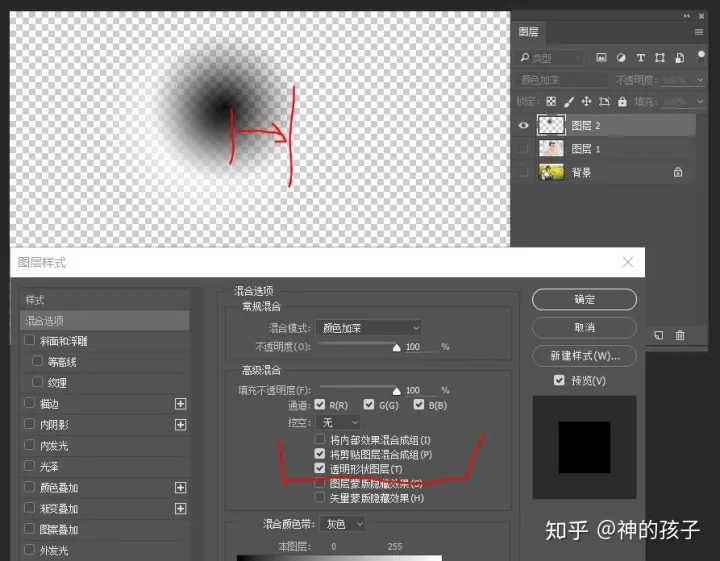 图层
类型
颜色加深 不透明度: 100%
锁定: 填充: 100%
图层 2
图层 1
背景
图层样式
样式
混合选项
斜面和浮雕
等高线
纹理
描边
内阴影
内发光
光泽
颜色叠加
渐变叠加
图案叠加
外发光
混合选项
常规混合
混合模式: 颜色加深
不透明度(O): 100 %
高级混合
填充不透明度(F): 100 %
通道: R(R) G(G) B(B)
挖空: 无
将内部效果混合成组(I)
将剪贴图层混合成组(P)
透明形状图层(T)
图层蒙版隐藏效果(S)
矢量蒙版隐藏效果(H)
混合颜色带: 灰色
本图层: 0 255
确定
取消
新建样式(W)...
预览(V)
知乎 @神的孩子